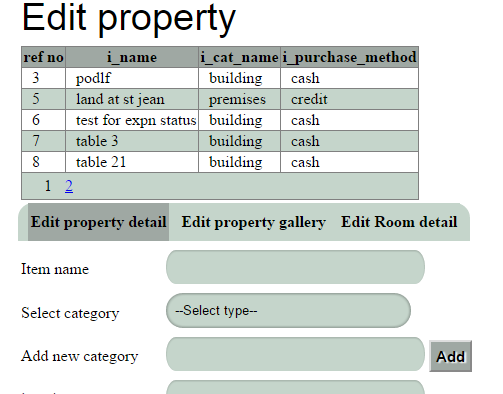 Edit property
ref no i_name i_cat_name i_purchase_method
3 podlf building cash
5 land at st jean premises credit
6 test for expn status building cash
7 table 3 building cash
8 table 21 building cash
1 2
Edit property detail Edit property gallery Edit Room detail
Item name
Select category --Select type--
Add new category Add